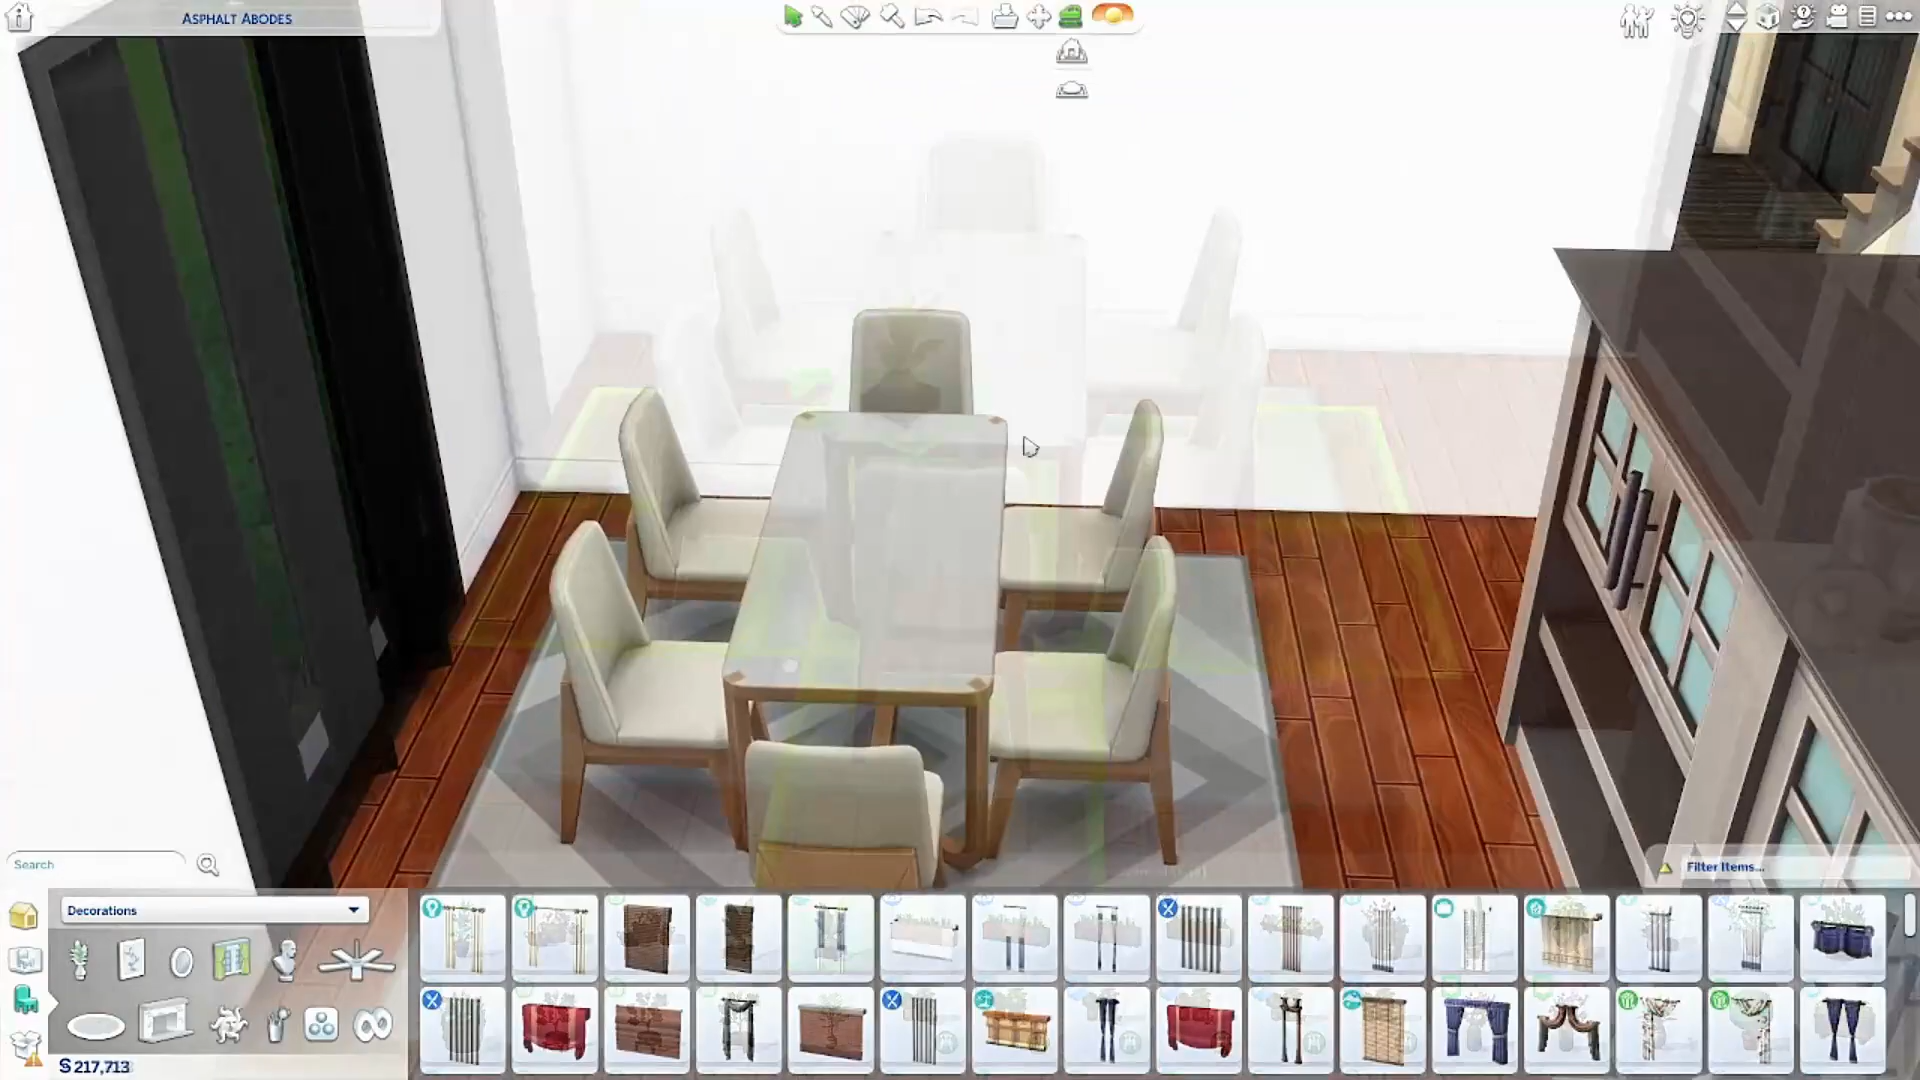 ASPHALT ABODES
Search
Filter Items...
Decorations
§217,713